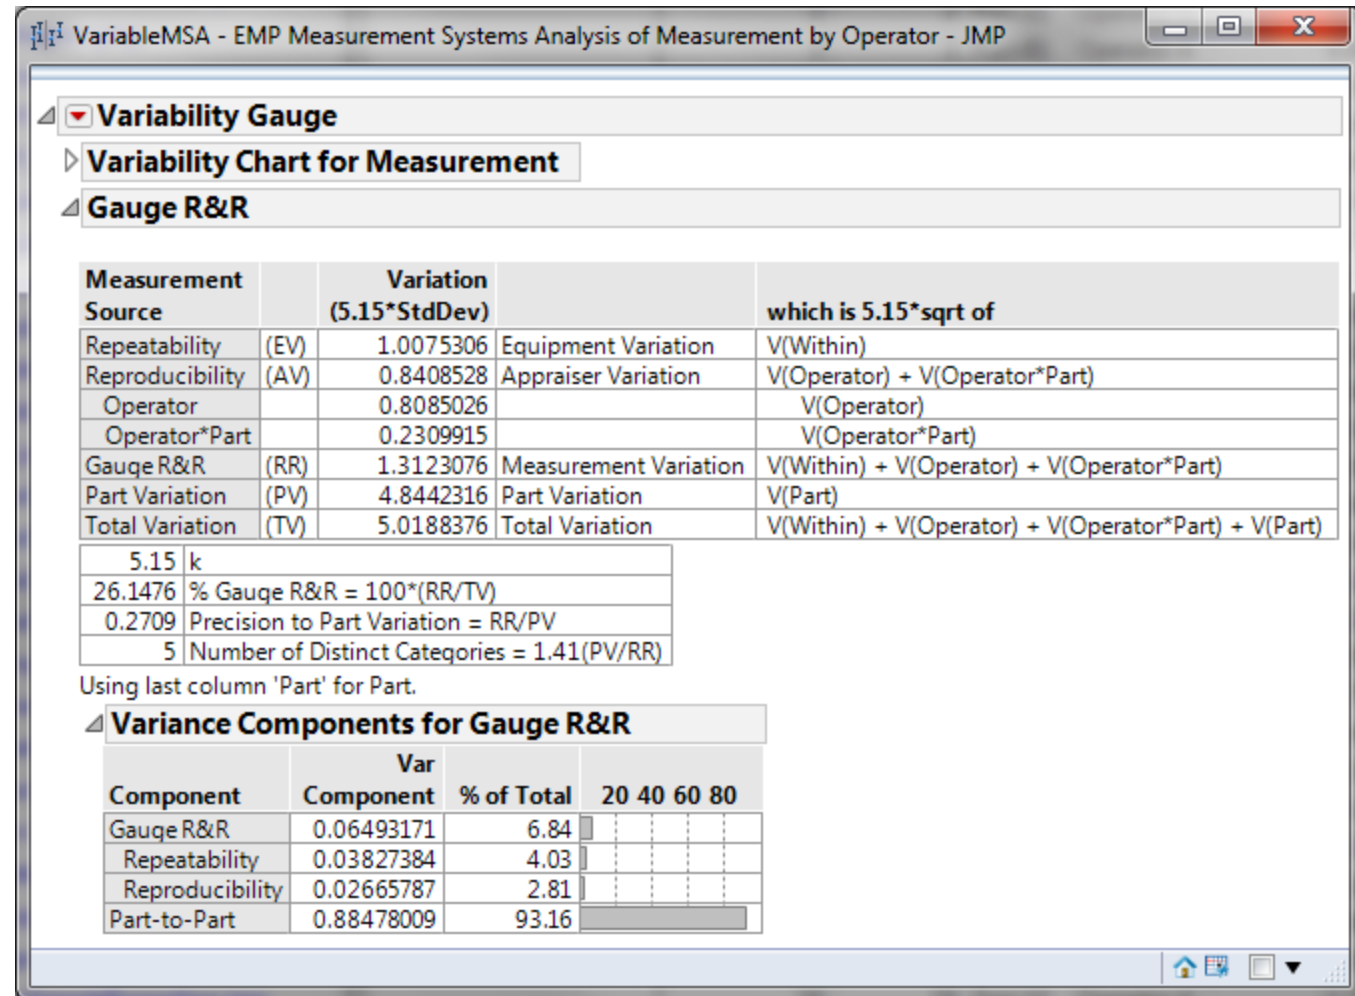 VariableMSA - EMP Measurement Systems Analysis of Measurement by Operator - JMP
Variability Gauge
Variability Chart for Measurement
Gauge R&R
Measurement Source Variation (5.15*StdDev) which is 5.15*sqrt of
Repeatability (EV) 1.0075306 Equipment Variation V(Within)
Reproducibility (AV) 0.8408528 Appraiser Variation V(Operator) + V(Operator*Part)
Operator 0.8085026 V(Operator)
Operator*Part 0.2309915 V(Operator*Part)
Gauge R&R (RR) 1.3123076 Measurement Variation V(Within) + V(Operator) + V(Operator*Part)
Part Variation (PV) 4.8442316 Part Variation V(Part)
Total Variation (TV) 5.0188376 Total Variation V(Within) + V(Operator) + V(Operator*Part) + V(Part)
5.15 k
26.1476 % Gauge R&R = 100*(RR/TV)
0.2709 Precision to Part Variation = RR/PV
5 Number of Distinct Categories = 1.41(PV/RR)
Using last column 'Part' for Part.
Variance Components for Gauge R&R
Component Var Component % of Total 20 40 60 80
Gauge R&R 0.06493171 6.84
Repeatability 0.03827384 4.03
Reproducibility 0.02665787 2.81
Part-to-Part 0.88478009 93.16